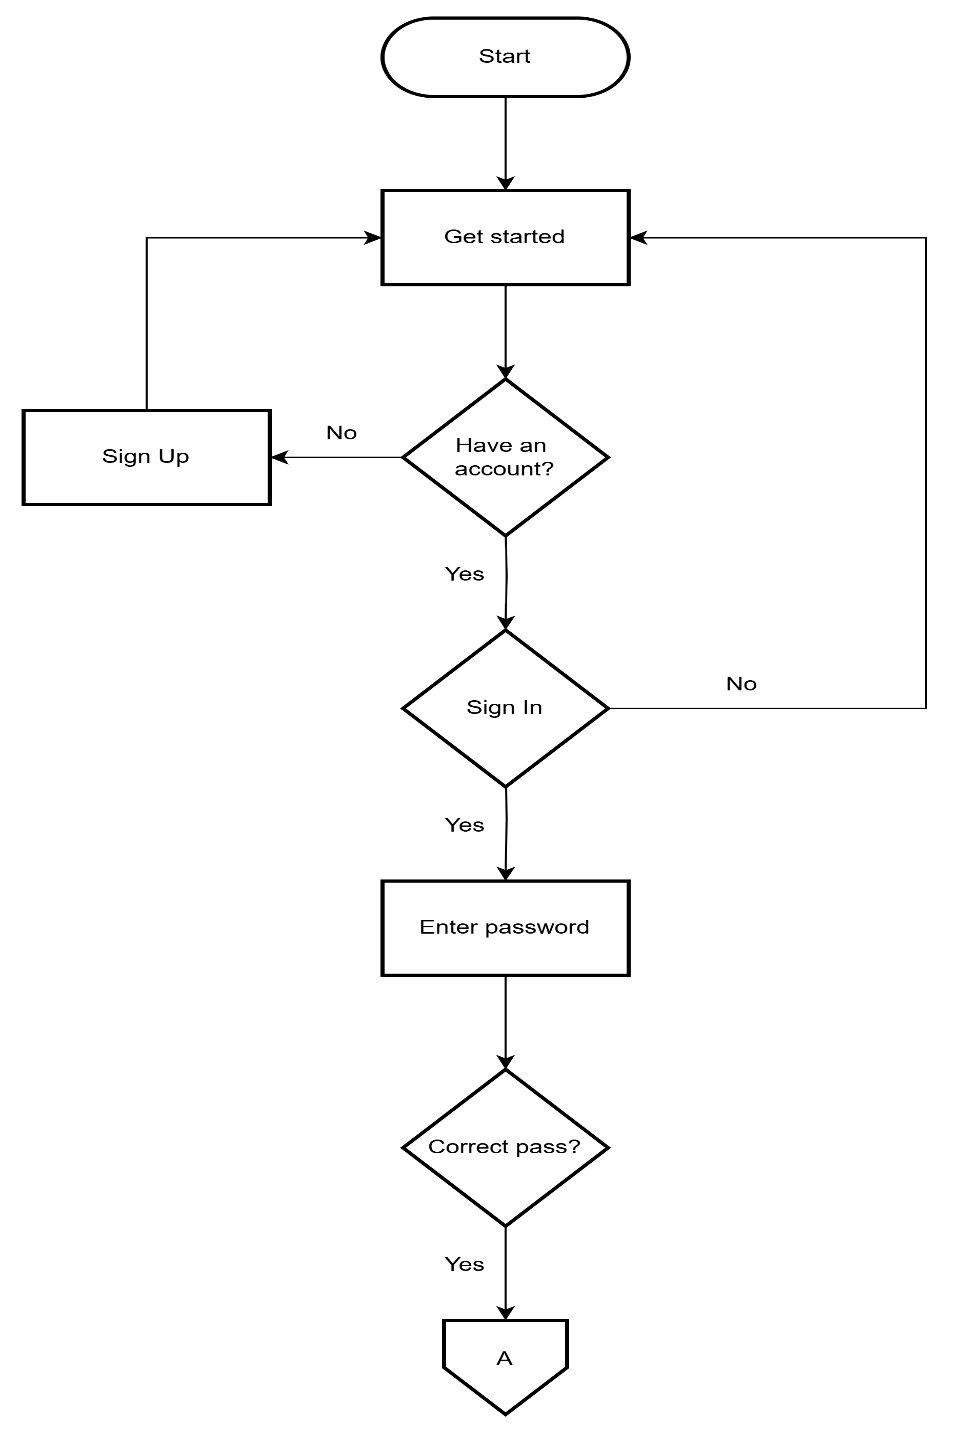 Start
Get started
Have an
account?
No
Sign Up
Yes
Sign In
No
Yes
Enter password
Correct pass?
Yes
A